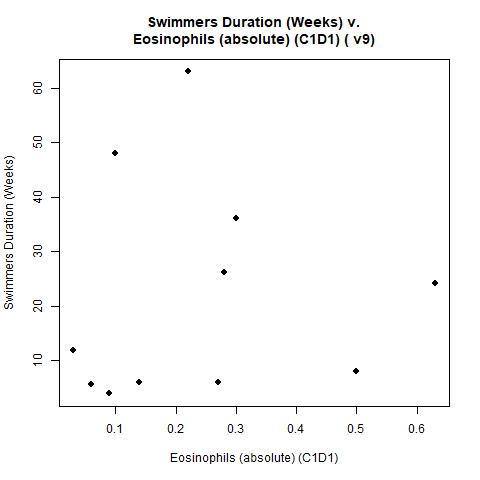 Swimmers Duration (Weeks) v.
Eosinophils (absolute) (C1D1) ( v9)
Swimmers Duration (Weeks)
60
50
40
30
20
10
0.1 0.2 0.3 0.4 0.5 0.6
Eosinophils (absolute) (C1D1)